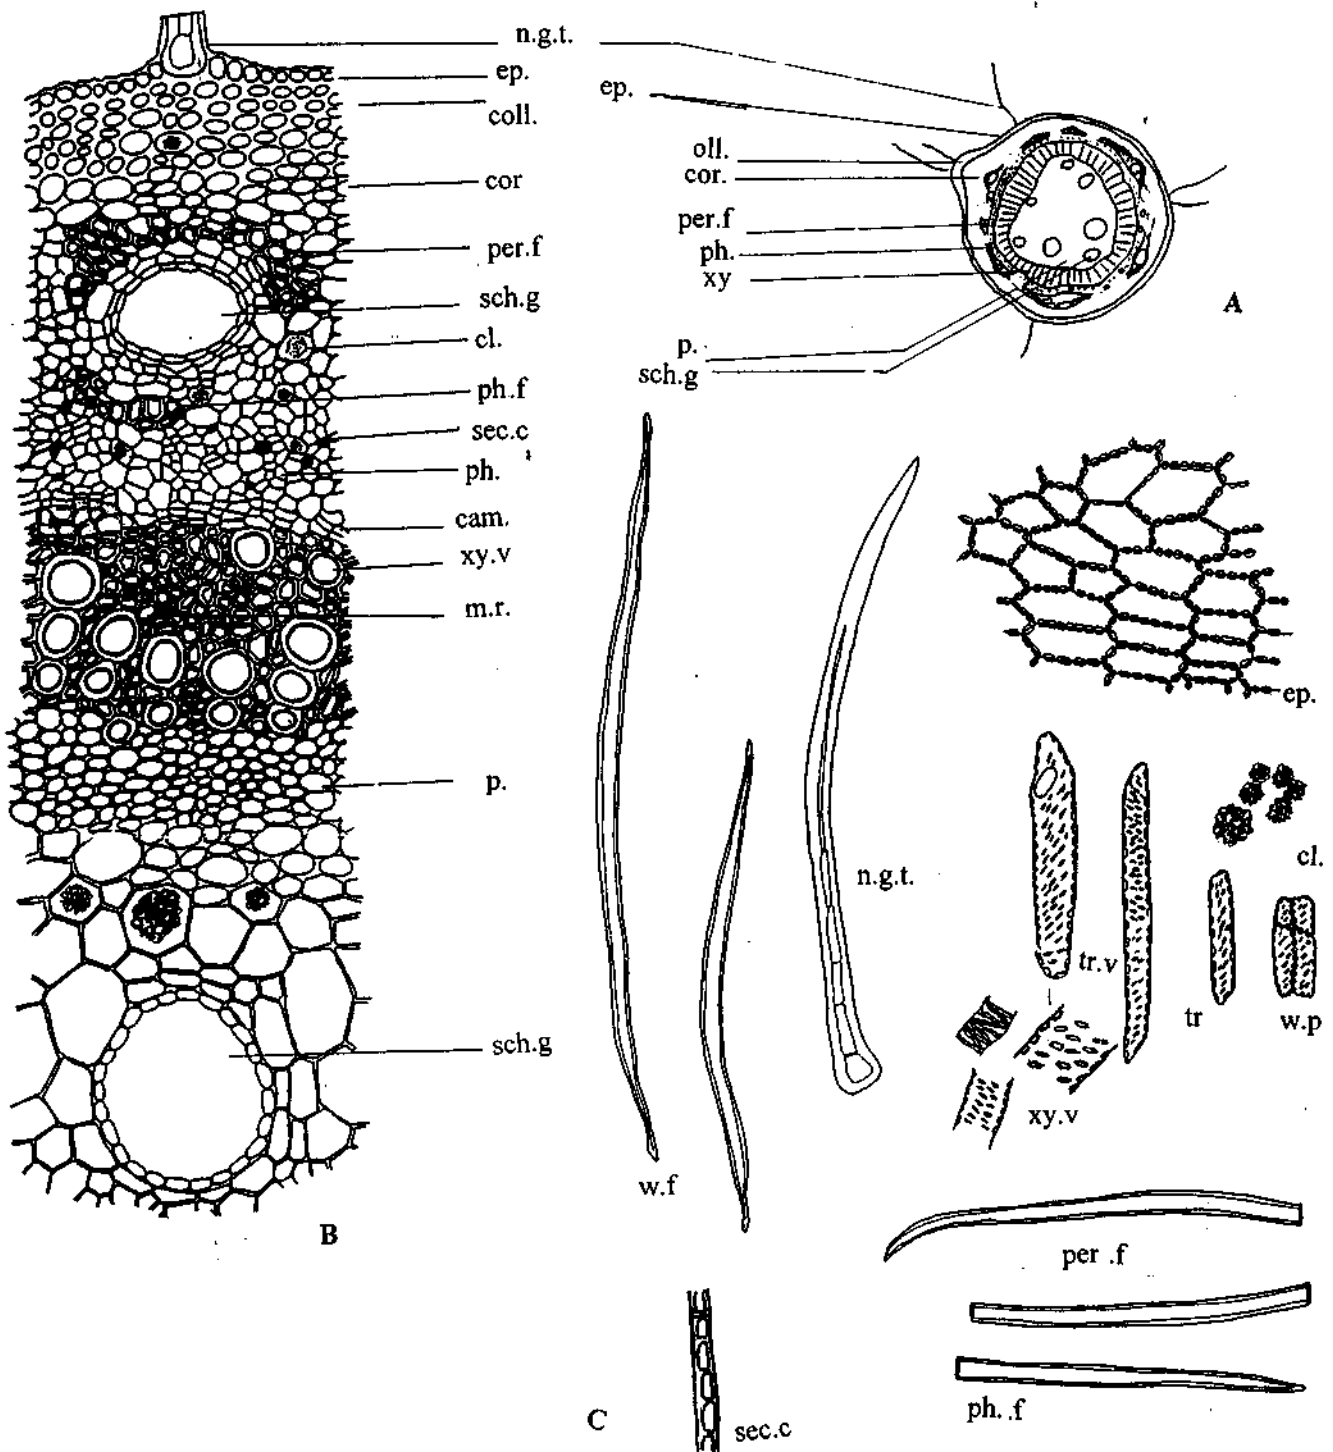 n.g.t.
ep.
coll.
cor
per.f
sch.g
cl.
ph.f
sec.c
ph.
cam.
xy.v
m.r.
p.
sch.g
B
ep.
oll.
cor.
per.f
ph.
xy
p.
sch.g
A
ep.
n.g.t.
tr.v
cl.
tr
w.p
xy.v
w.f
per .f
ph. .f
C
sec.c